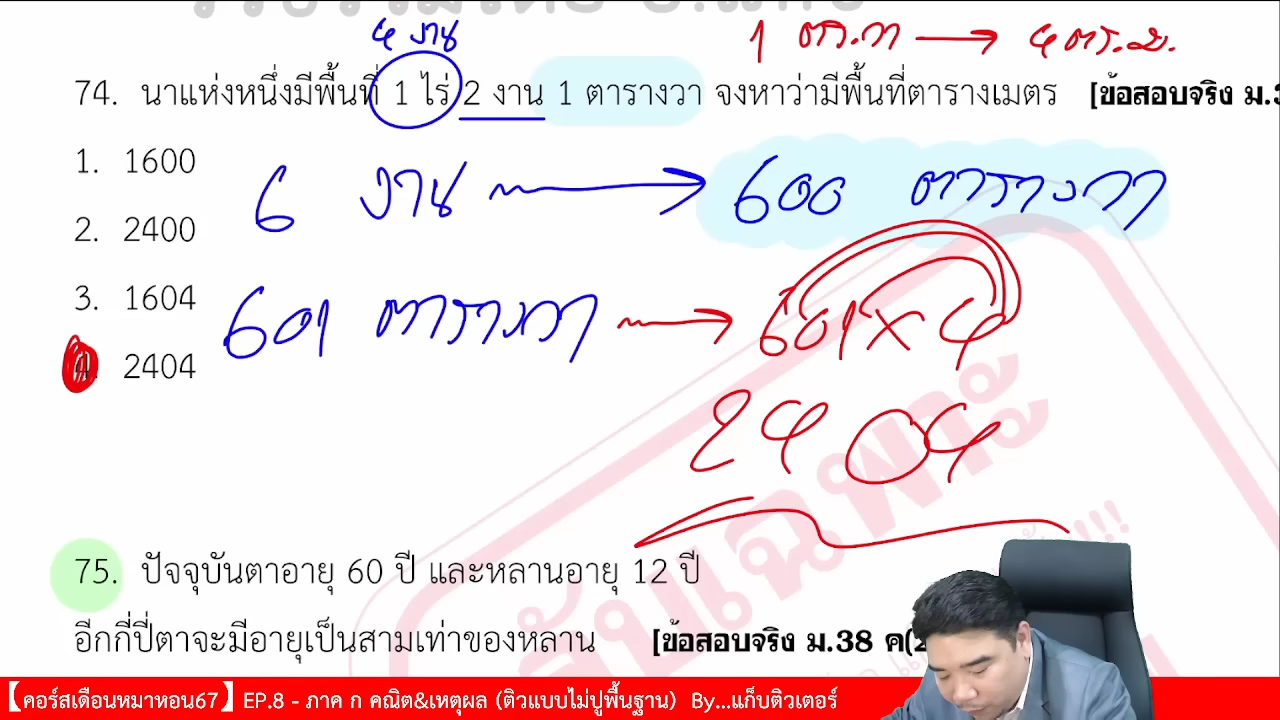 4 งาน
1 ตร.วา → 4 ตร.ม.
74. นาแห่งหนึ่งมีพื้นที่ 1 ไร่ 2 งาน 1 ตารางวา จงหาว่ามีพื้นที่ตารางเมตร [ข้อสอบจริง ม.3
1. 1600
6 งาน → 600 ตารางวา
2. 2400
3. 1604
601 ตารางวา → 601 × 4
4. 2404
2404
75. ปัจจุบันตาอายุ 60 ปี และหลานอายุ 12 ปี
อีกกี่ปี่ตาจะมีอายุเป็นสามเท่าของหลาน [ข้อสอบจริง ม.38 ค(2
【คอร์สเดือนหมาหอน67】 EP.8 - ภาค ก คณิต&เหตุผล (ติวแบบไม่ปูพื้นฐาน) By...แก็บติวเตอร์